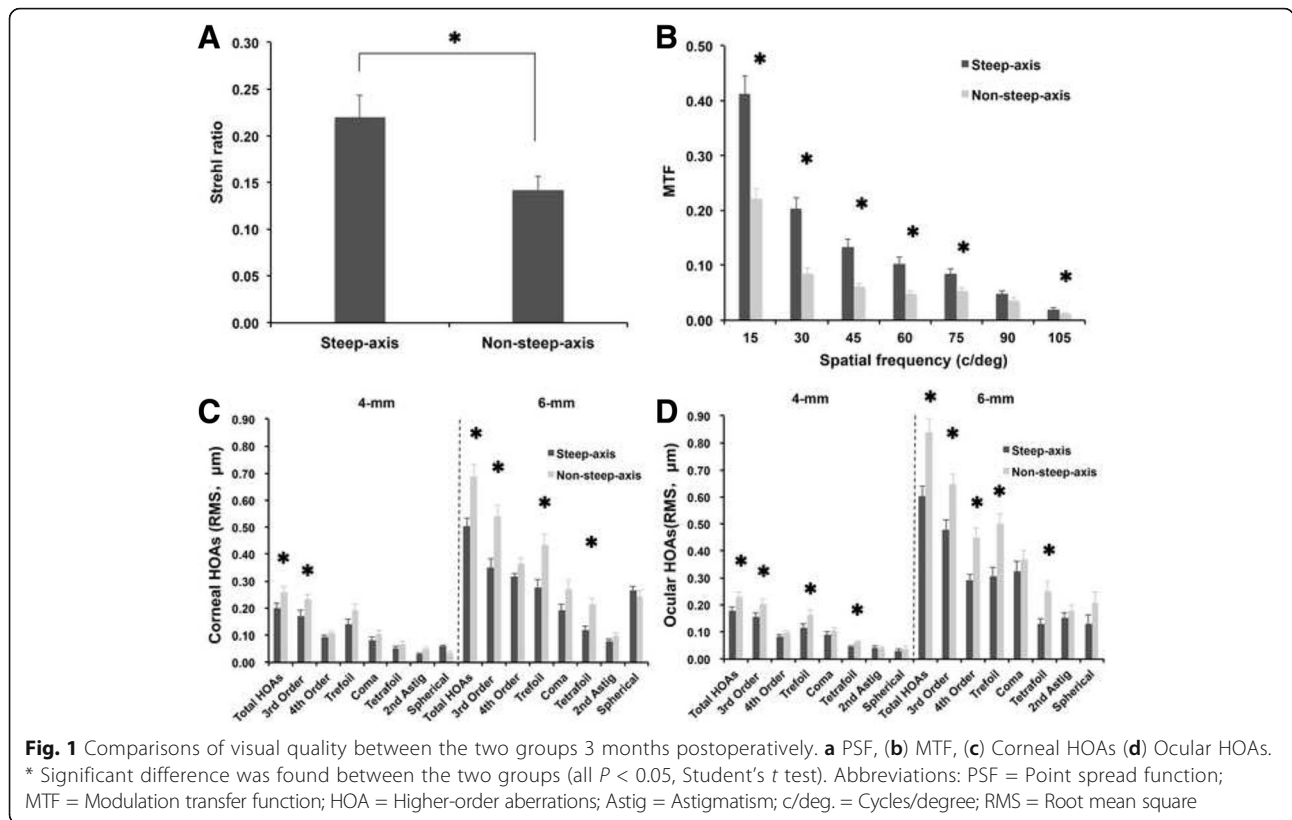 A
0.30
0.25
0.20
0.15
0.10
0.05
0.00
Strehl ratio
*
Steep-axis
Non-steep-axis
B
0.50
0.40
0.30
0.20
0.10
0.00
MTF
* * * * * *
Steep-axis
Non-steep-axis
15 30 45 60 75 90 105
Spatial frequency (c/deg)
C
4-mm 6-mm
0.90
0.80
0.70
0.60
0.50
0.40
0.30
0.20
0.10
0.00
Corneal HOAs (RMS, μm)
* * * * * *
Steep-axis
Non-steep-axis
Total HOAs 3rd Order 4th Order Trefoil Coma Tetrafoil 2nd Astig Spherical Total HOAs 3rd Order 4th Order Trefoil Coma Tetrafoil 2nd Astig Spherical
D
4-mm 6-mm
0.90
0.80
0.70
0.60
0.50
0.40
0.30
0.20
0.10
0.00
Ocular HOAs(RMS, μm)
* * * * * * * * *
Steep-axis
Non-steep-axis
Total HOAs 3rd Order 4th Order Trefoil Coma Tetrafoil 2nd Astig Spherical Total HOAs 3rd Order 4th Order Trefoil Coma Tetrafoil 2nd Astig Spherical
Fig. 1 Comparisons of visual quality between the two groups 3 months postoperatively. a PSF, (b) MTF, (c) Corneal HOAs (d) Ocular HOAs.
* Significant difference was found between the two groups (all P < 0.05, Student's t test). Abbreviations: PSF = Point spread function;
MTF = Modulation transfer function; HOA = Higher-order aberrations; Astig = Astigmatism; c/deg. = Cycles/degree; RMS = Root mean square